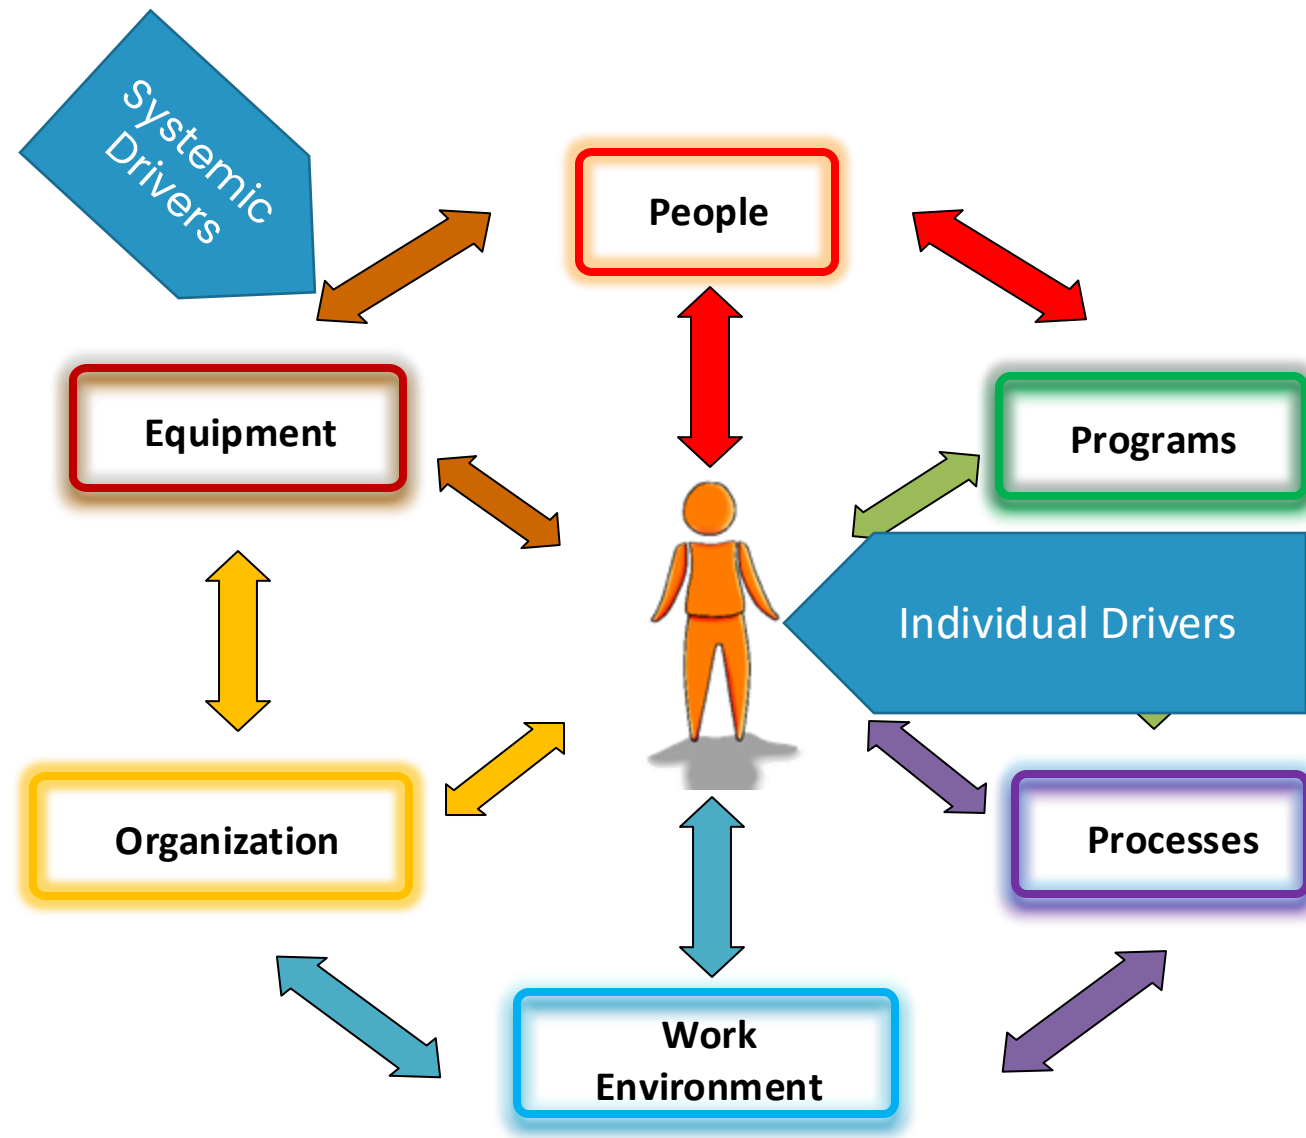 Systemic
Drivers
People
Equipment
Programs
Individual Drivers
Organization
Processes
Work
Environment